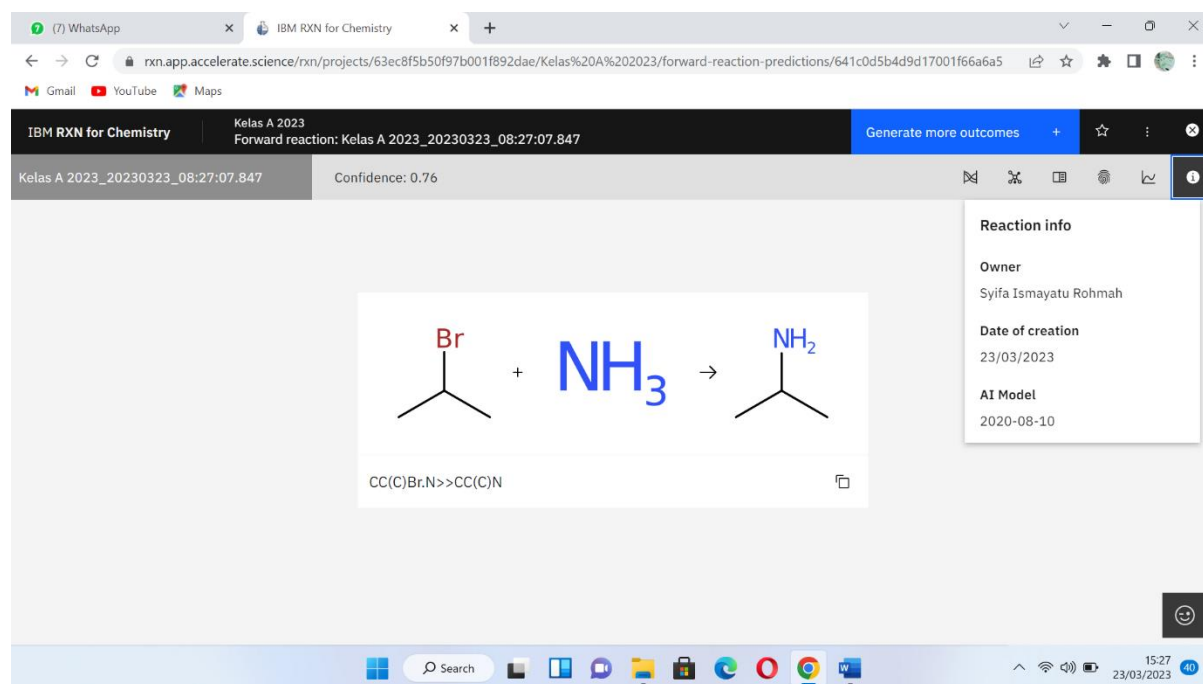 (7) WhatsApp
IBM RXN for Chemistry
rxn.app.accelerate.science/rxn/projects/63ec8f5b50f97b001f892dae/Kelas%20A%202023/forward-reaction-predictions/641c0d5b4d9d17001f66a6a5
Gmail YouTube Maps
IBM RXN for Chemistry
Kelas A 2023
Forward reaction: Kelas A 2023_20230323_08:27:07.847
Generate more outcomes +
Kelas A 2023_20230323_08:27:07.847
Confidence: 0.76
Reaction info
Owner
Syifa Ismayatu Rohmah
Date of creation
23/03/2023
AI Model
2020-08-10
Br + NH3 → NH2
CC(C)Br.N>>CC(C)N
Search
15:27
23/03/2023
40